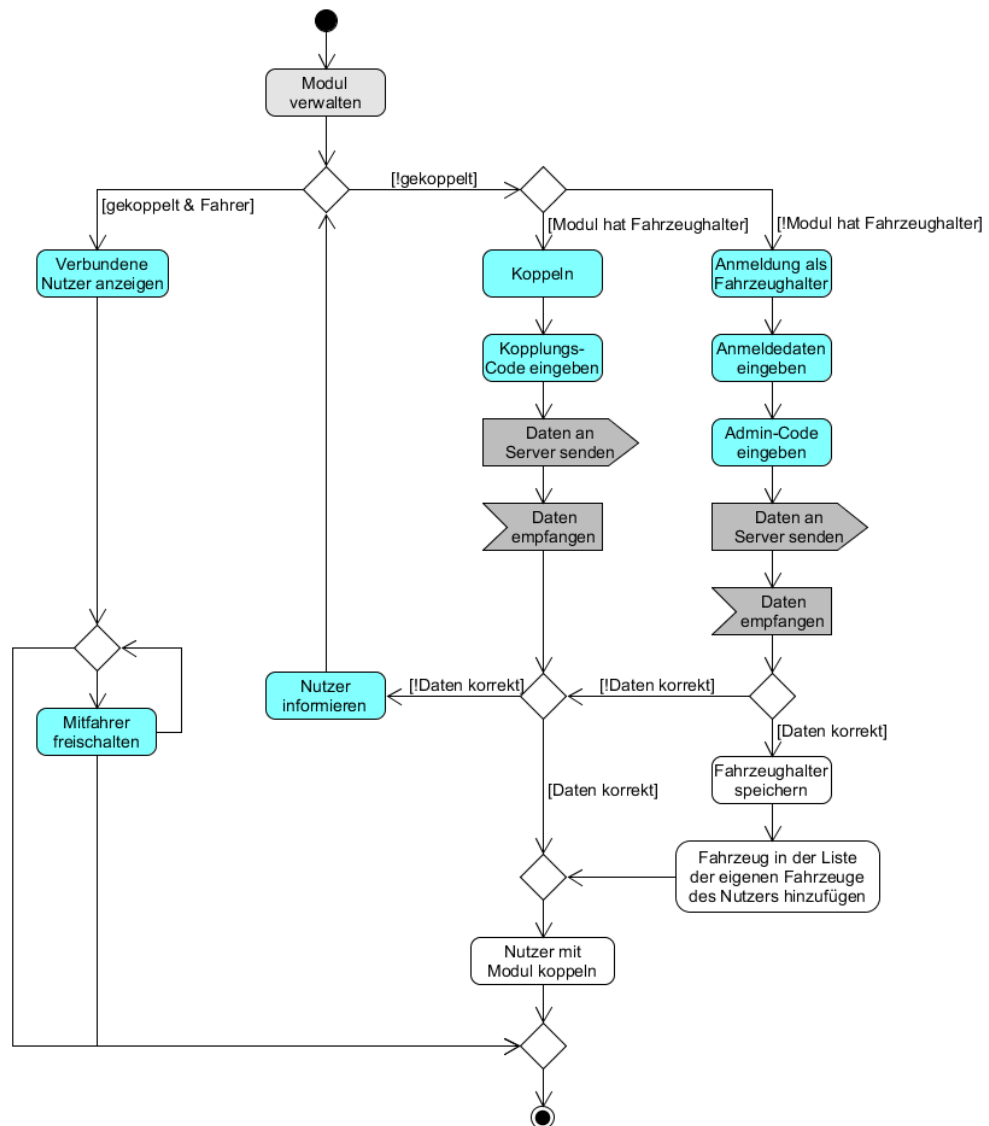 Modul
verwalten
[!gekoppelt]
[gekoppelt & Fahrer]
[Modul hat Fahrzeughalter]
[!Modul hat Fahrzeughalter]
Verbundene
Nutzer anzeigen
Koppeln
Anmeldung als
Fahrzeughalter
Kopplungs-
Code eingeben
Anmeldedaten
eingeben
Daten an
Server senden
Admin-Code
eingeben
Daten
empfangen
Daten an
Server senden
Daten
empfangen
Nutzer
informieren
[!Daten korrekt]
[!Daten korrekt]
Mitfahrer
freischalten
[Daten korrekt]
Fahrzeughalter
speichern
[Daten korrekt]
Fahrzeug in der Liste
der eigenen Fahrzeuge
des Nutzers hinzufügen
Nutzer mit
Modul koppeln